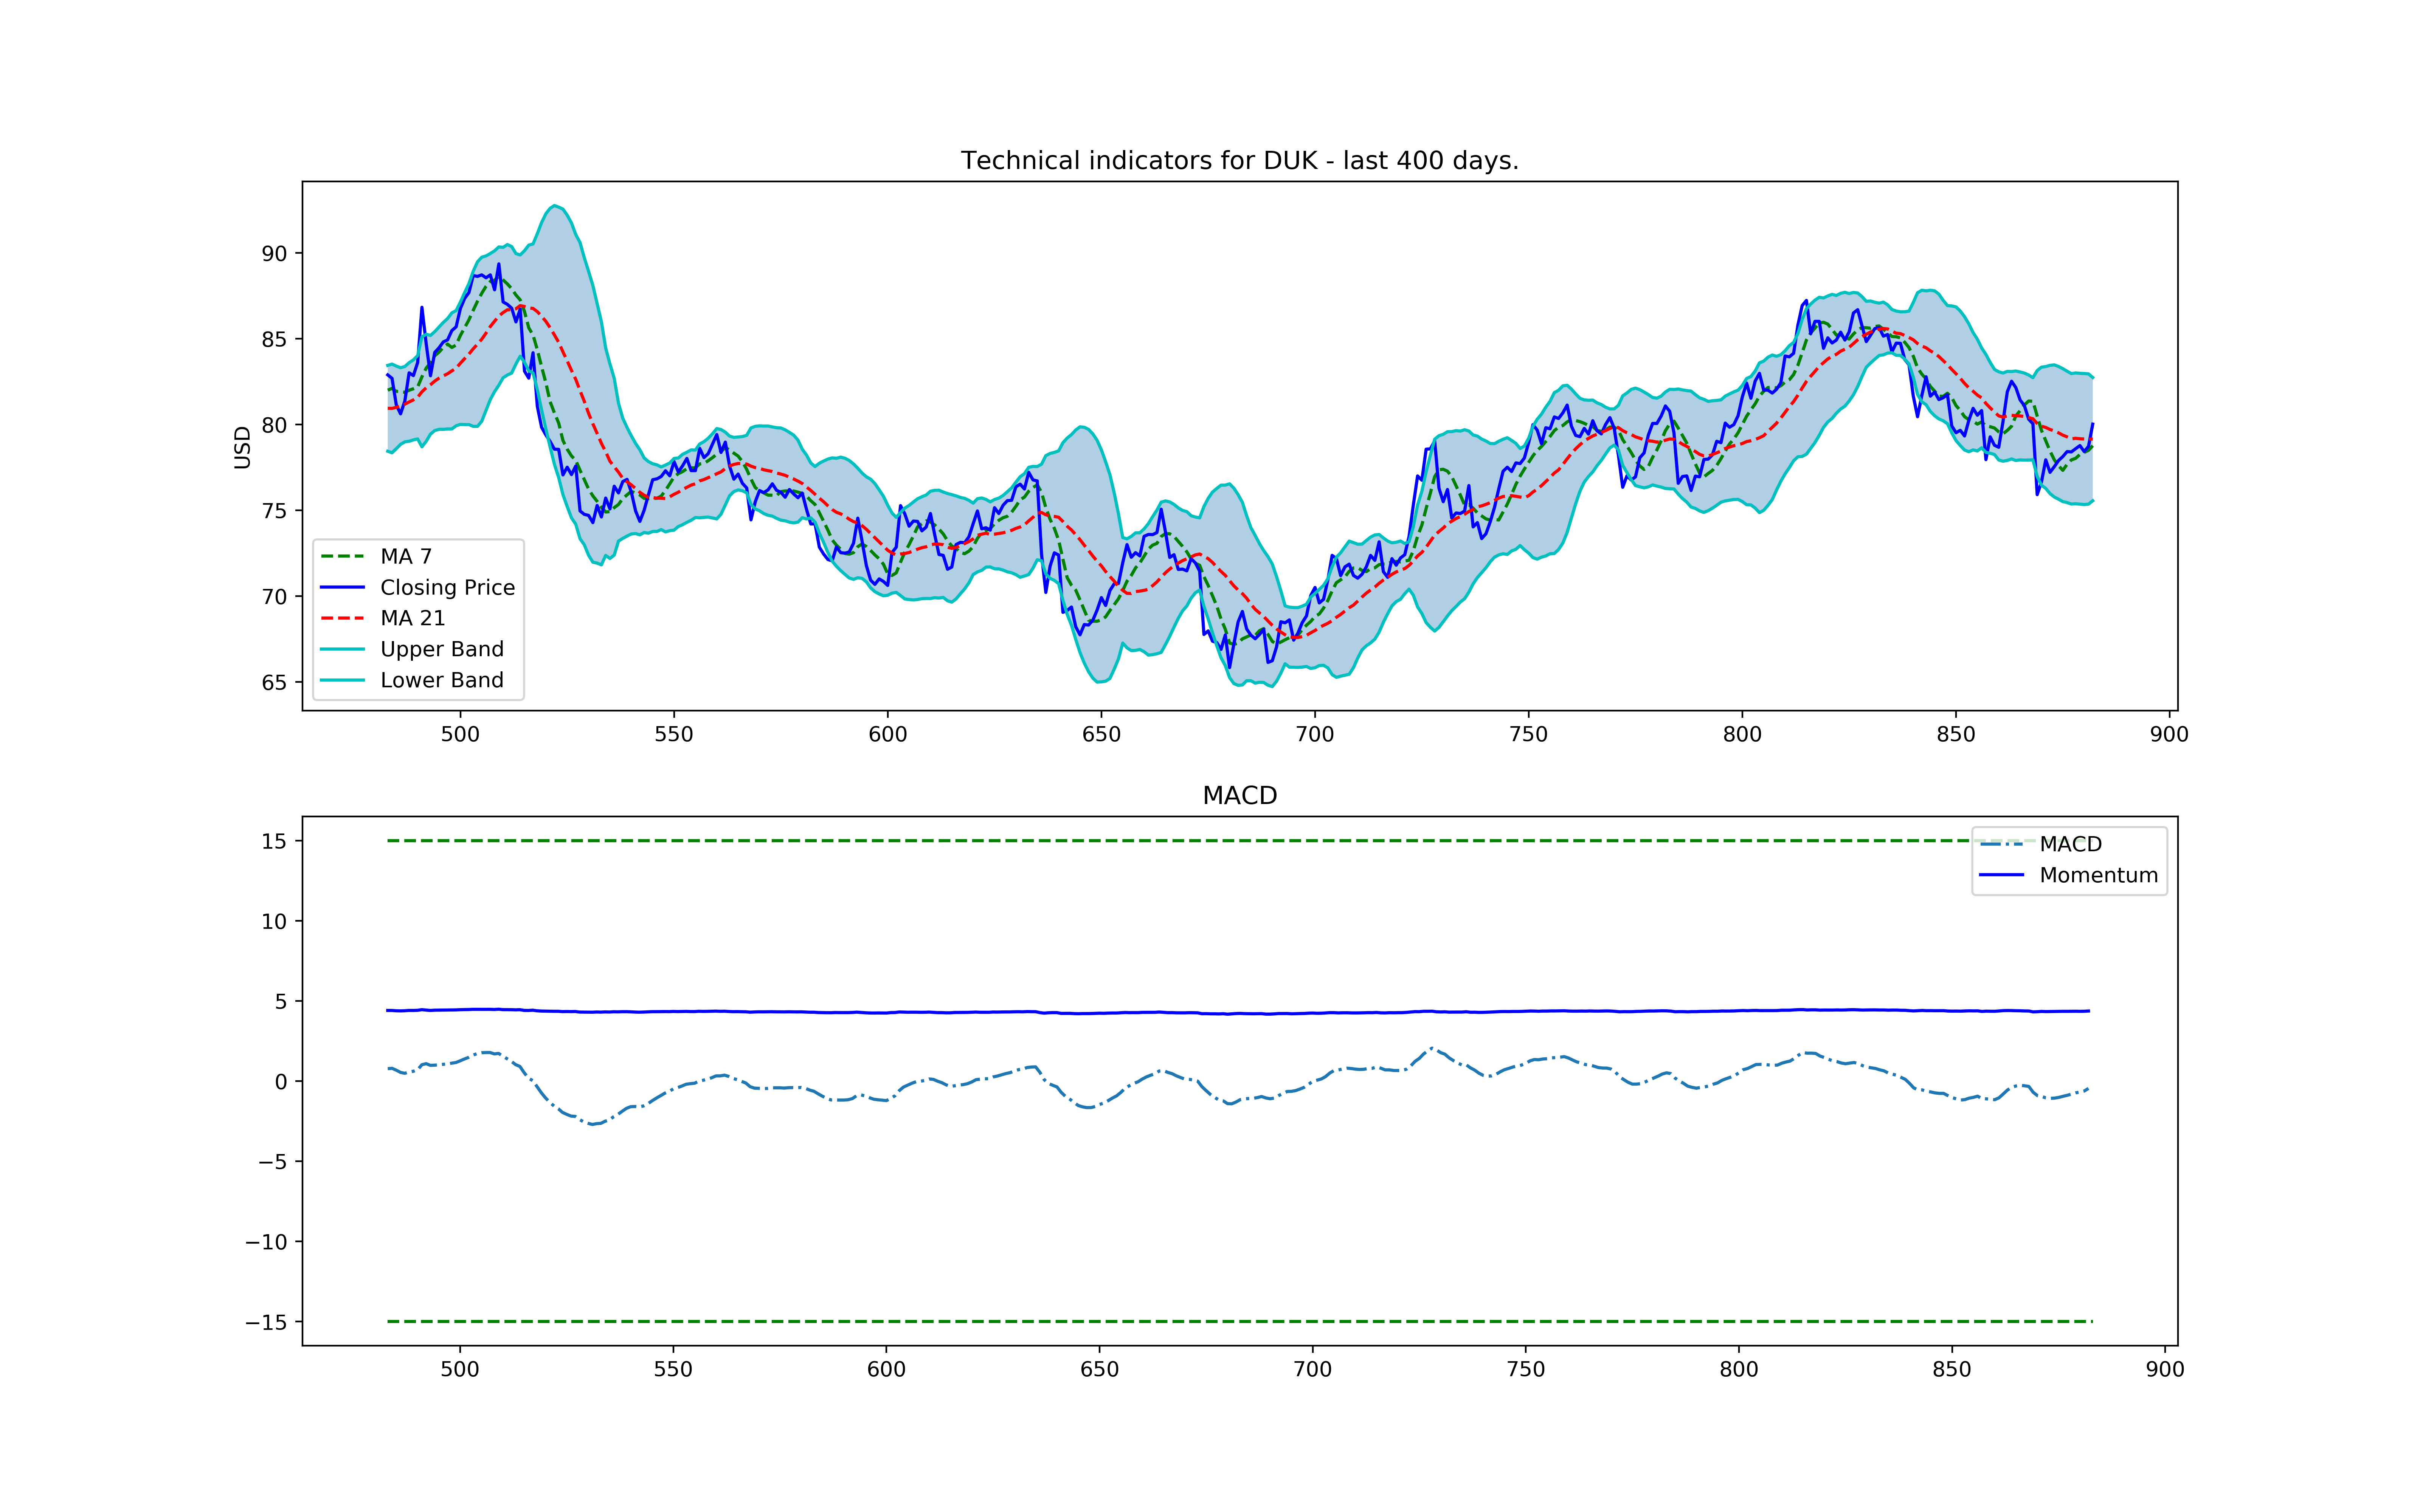 Technical indicators for DUK - last 400 days.
USD
90
85
80
75
70
65
MA 7
Closing Price
MA 21
Upper Band
Lower Band
500 550 600 650 700 750 800 850 900
MACD
15
10
5
0
−5
−10
−15
MACD
Momentum
500 550 600 650 700 750 800 850 900